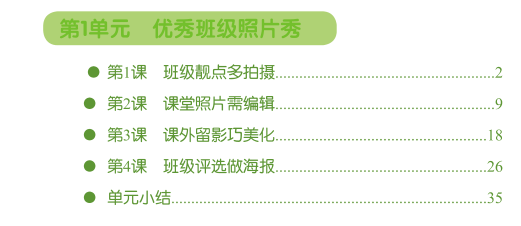 第1单元　优秀班级照片秀
● 第1课　班级靓点多拍摄..........................................................2
● 第2课　课堂照片需编辑..........................................................9
● 第3课　课外留影巧美化........................................................18
● 第4课　班级评选做海报........................................................26
● 单元小结..................................................................................35